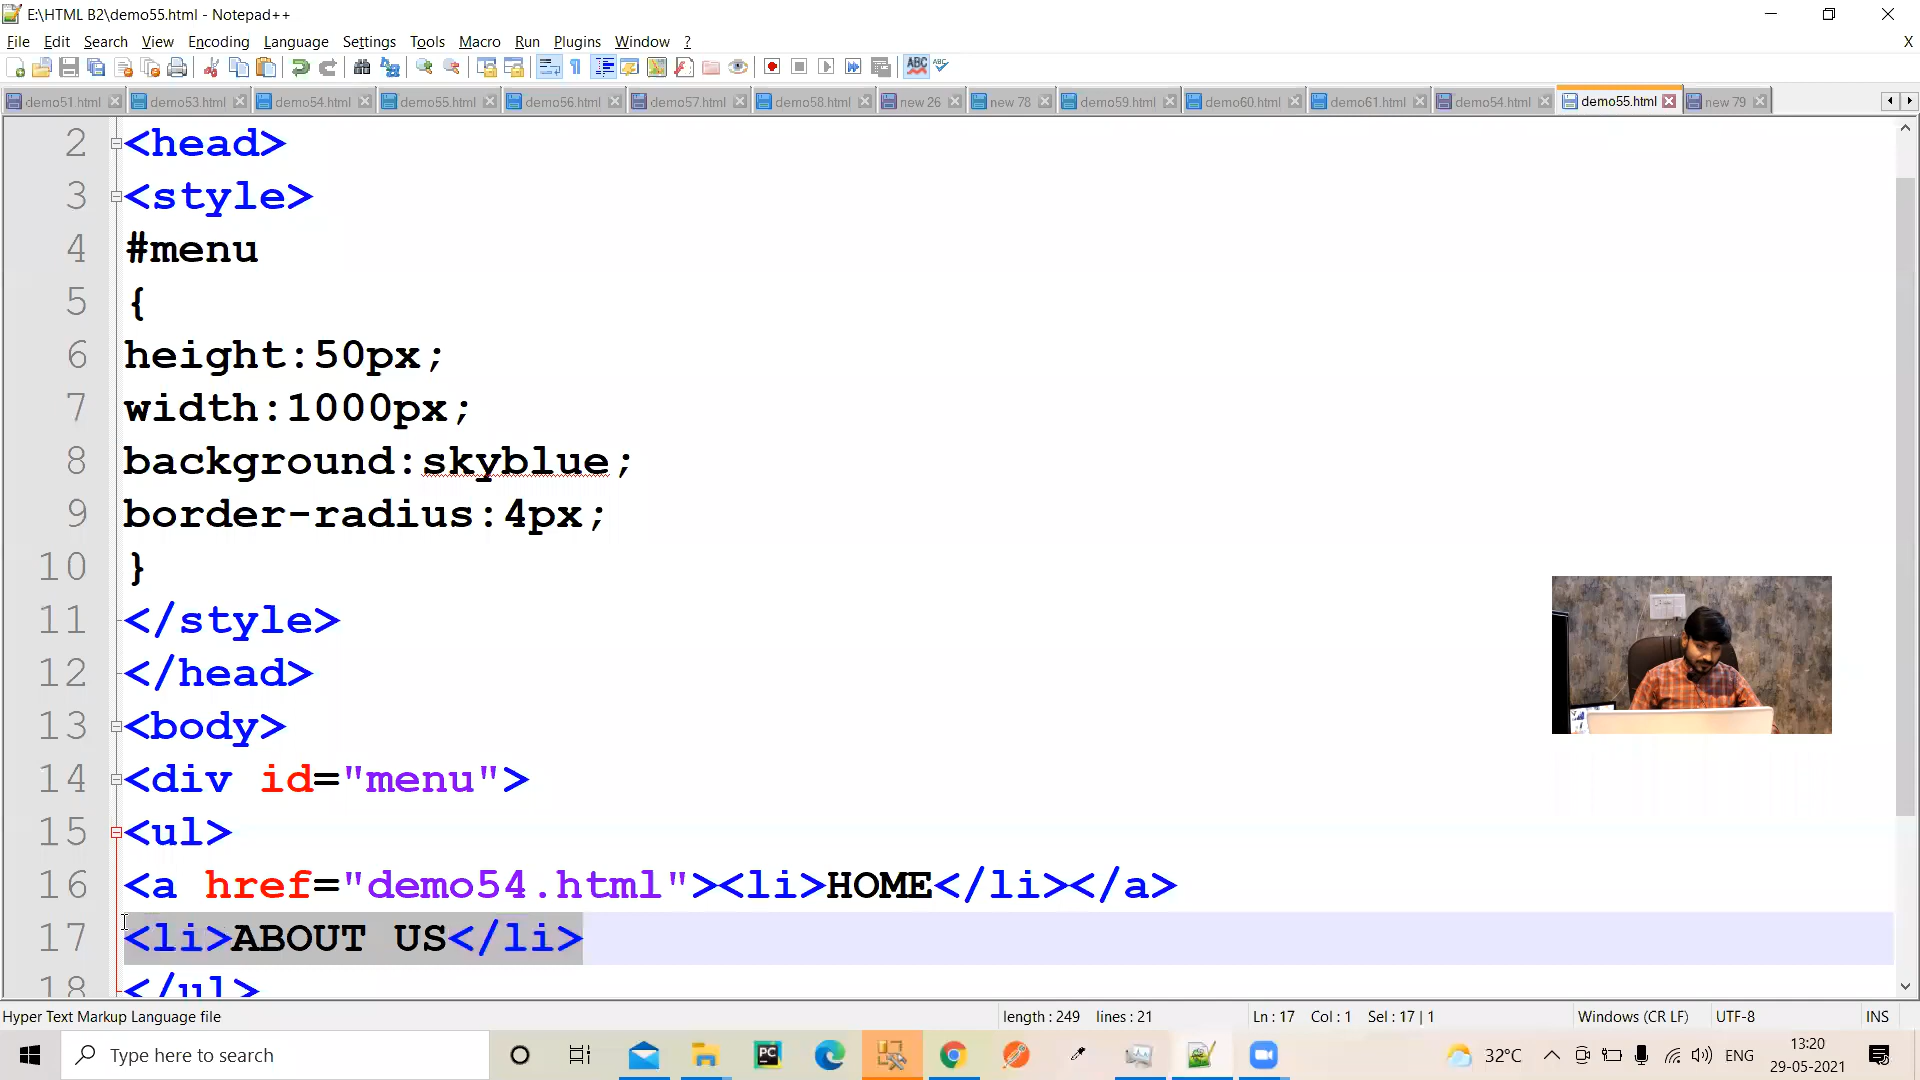 E:\HTML B2\demo55.html - Notepad++
File Edit Search View Encoding Language Settings Tools Macro Run Plugins Window ? X
demo51.html demo53.html demo54.html demo55.html demo56.html demo57.html demo58.html new 26 new 78 demo59.html demo60.html demo61.html demo54.html demo55.html new 79
2 <head>
3 <style>
4 #menu
5 {
6 height:50px;
7 width:1000px;
8 background:skyblue;
9 border-radius:4px;
10 }
11 </style>
12 </head>
13 <body>
14 <div id="menu">
15 <ul>
16 <a href="demo54.html"><li>HOME</li></a>
17 <li>ABOUT US</li>
18 </ul>
Hyper Text Markup Language file length : 249 lines : 21 Ln : 17 Col : 1 Sel : 17 | 1 Windows (CR LF) UTF-8 INS
Type here to search 32°C ENG 13:20
29-05-2021